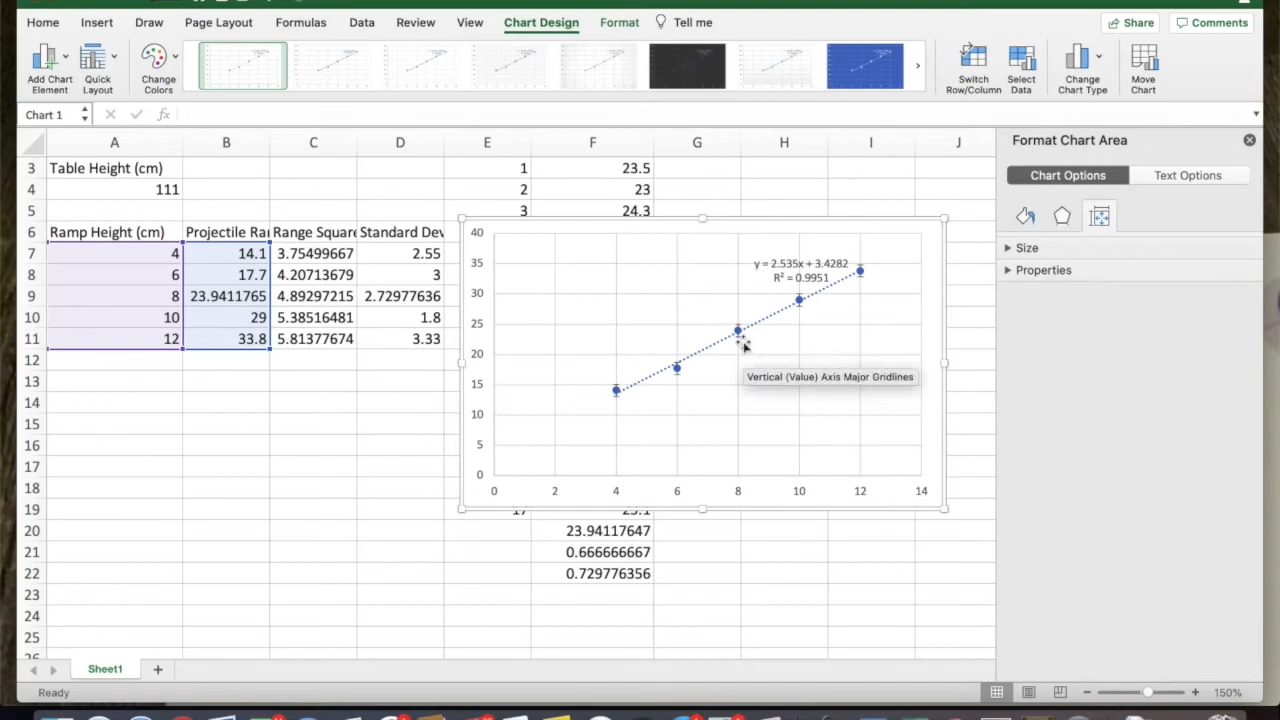 Home Insert Draw Page Layout Formulas Data Review View Chart Design Format Tell me Share Comments
Add Chart Element Quick Layout Change Colors Switch Row/Column Select Data Change Chart Type Move Chart
Chart 1 fx
A B C D E F G H I J
3 Table Height (cm) 1 23.5
4 111 2 23
5 3 24.3
6 Ramp Height (cm) Projectile Ra Range Square Standard Dev
7 4 14.1 3.75499667 2.55
8 6 17.7 4.20713679 3
9 8 23.9411765 4.89297215 2.72977636
10 10 29 5.38516481 1.8
11 12 33.8 5.81377674 3.33
12
13
14
15
16
17
18
19
20 23.94117647
21 0.666666667
22 0.729776356
23
24
25
40
35
30
25
20
15
10
5
0
0 2 4 6 8 10 12 14
y = 2.535x + 3.4282
R² = 0.9951
Vertical (Value) Axis Major Gridlines
Format Chart Area
Chart Options Text Options
Size
Properties
Sheet1
Ready 150%